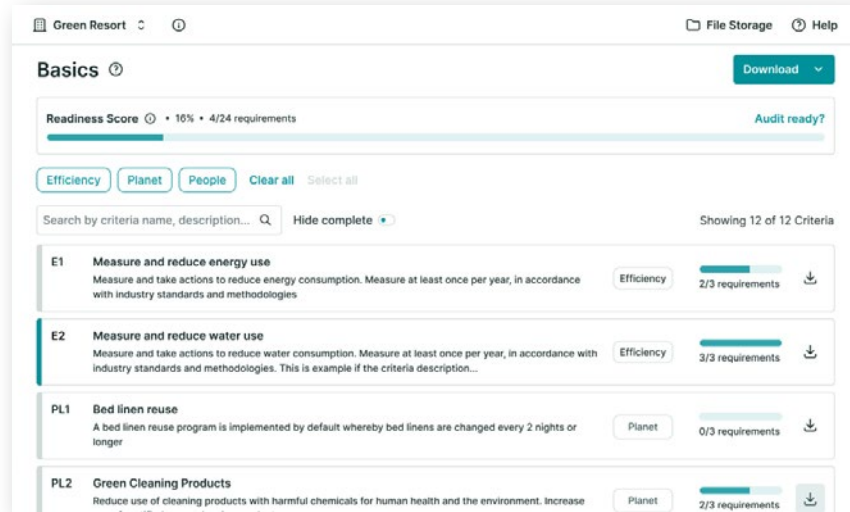 Green Resort
File Storage
Help
Basics
Download
Readiness Score • 16% • 4/24 requirements
Audit ready?
Efficiency
Planet
People
Clear all
Select all
Search by criteria name, description...
Hide complete
Showing 12 of 12 Criteria
E1
Measure and reduce energy use
Measure and take actions to reduce energy consumption. Measure at least once per year, in accordance
with industry standards and methodologies
Efficiency
2/3 requirements
E2
Measure and reduce water use
Measure and take actions to reduce water consumption. Measure at least once per year, in accordance with
industry standards and methodologies. This is example if the criteria description...
Efficiency
3/3 requirements
PL1
Bed linen reuse
A bed linen reuse program is implemented by default whereby bed linens are changed every 2 nights or
longer
Planet
0/3 requirements
PL2
Green Cleaning Products
Reduce use of cleaning products with harmful chemicals for human health and the environment. Increase
Planet
2/3 requirements